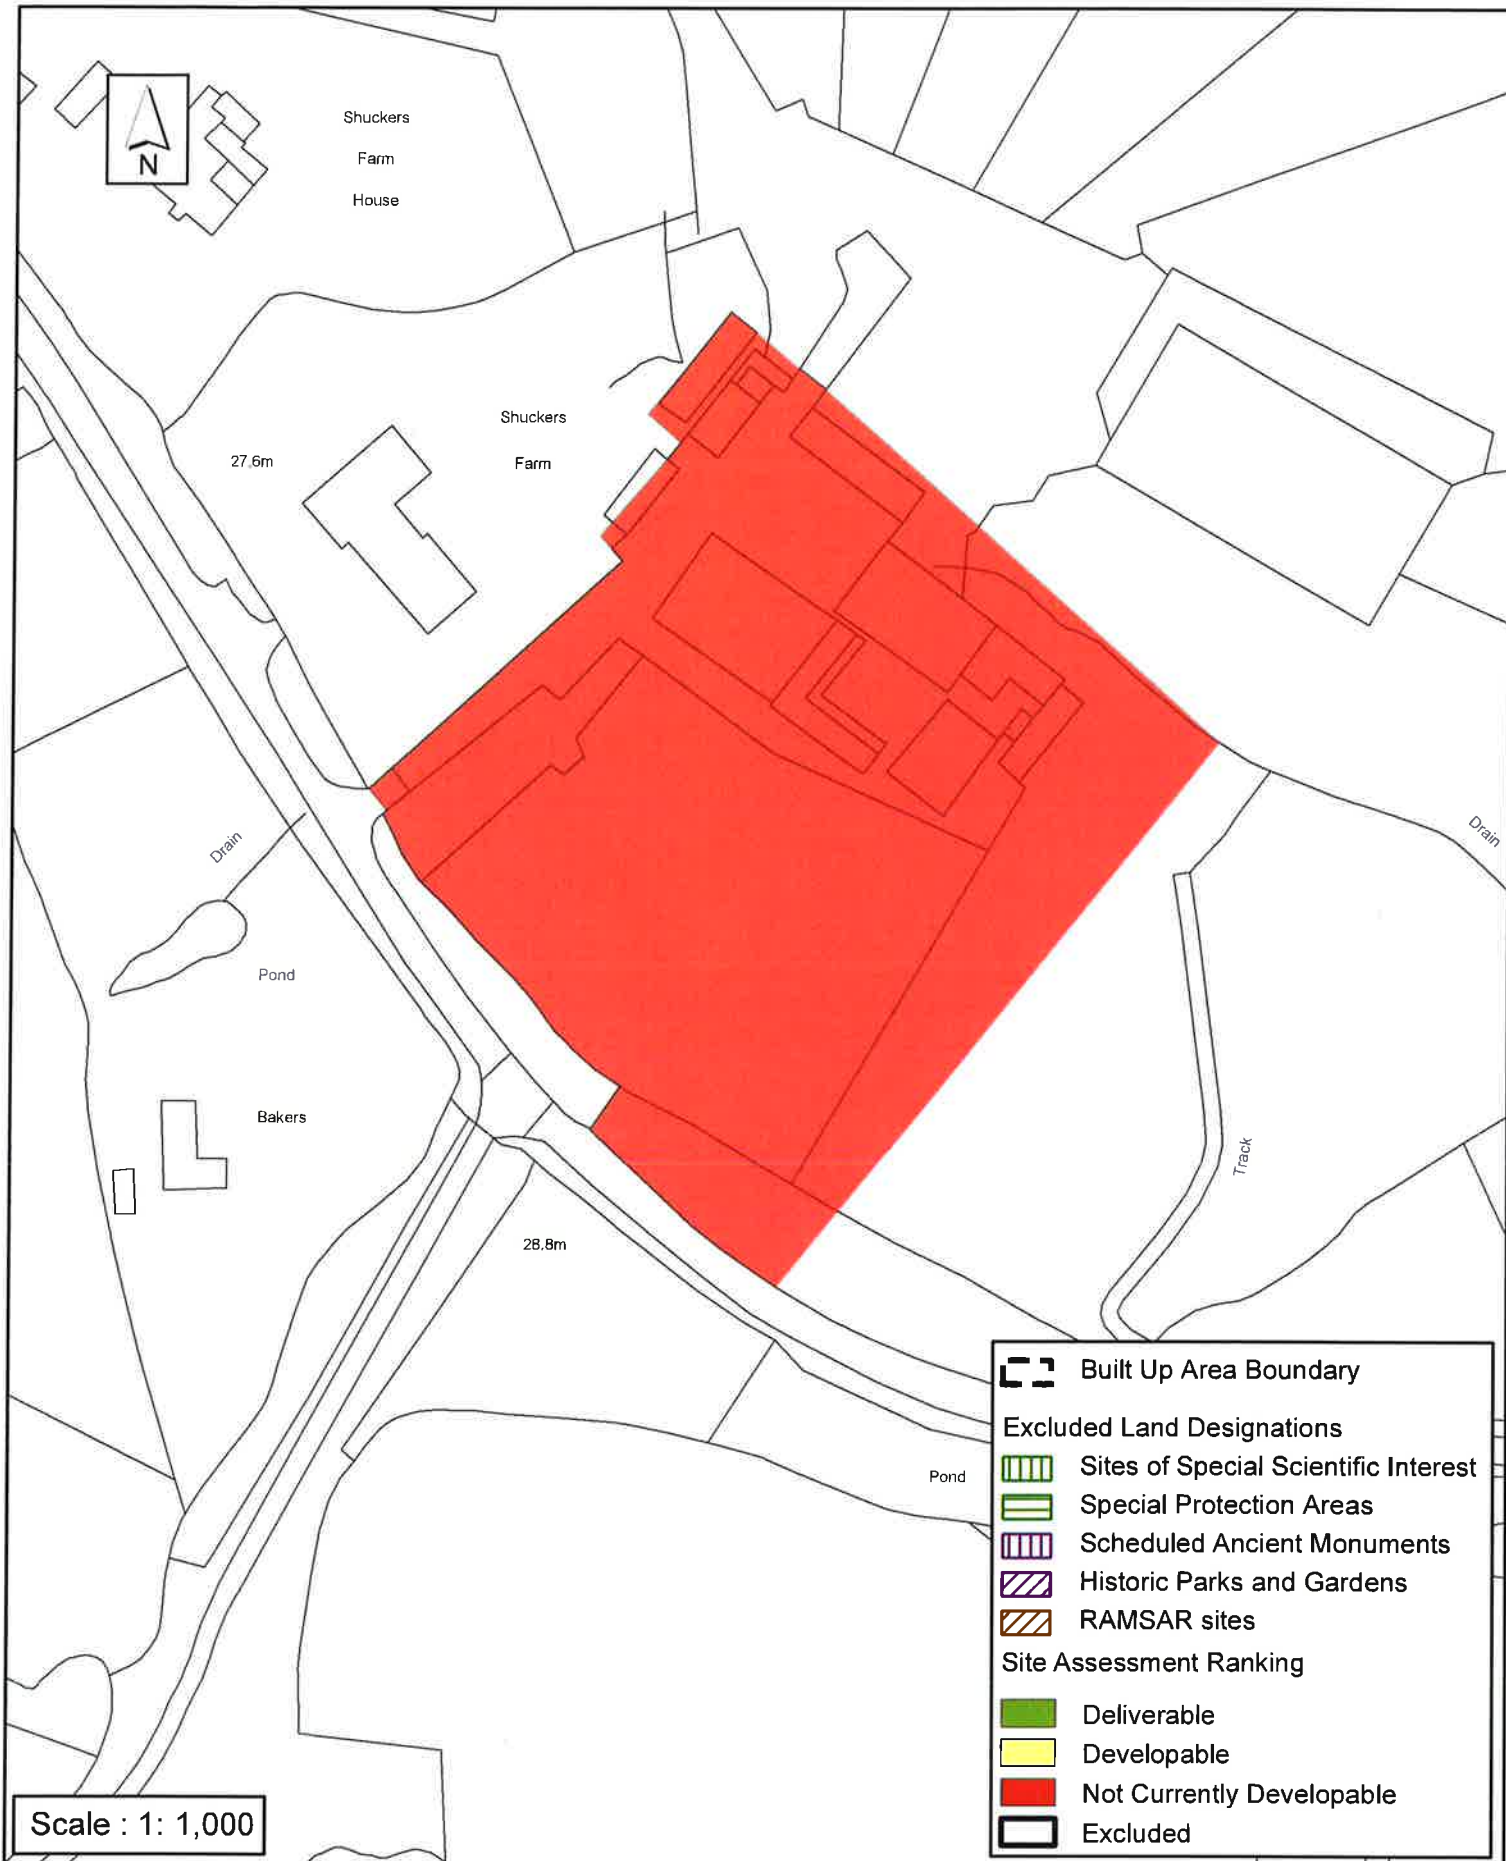 N
Shuckers
Farm
House
Shuckers
Farm
27.6m
Drain
Drain
Pond
Bakers
Track
28.8m
Pond
Built Up Area Boundary
Excluded Land Designations
Sites of Special Scientific Interest
Special Protection Areas
Scheduled Ancient Monuments
Historic Parks and Gardens
RAMSAR sites
Site Assessment Ranking
Deliverable
Developable
Not Currently Developable
Excluded
Scale : 1: 1,000